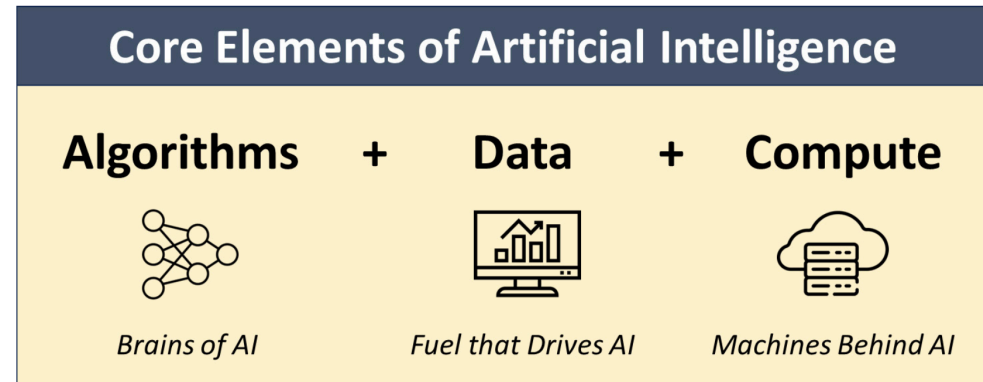 Core Elements of Artificial Intelligence
Algorithms + Data + Compute
Brains of AI Fuel that Drives AI Machines Behind AI